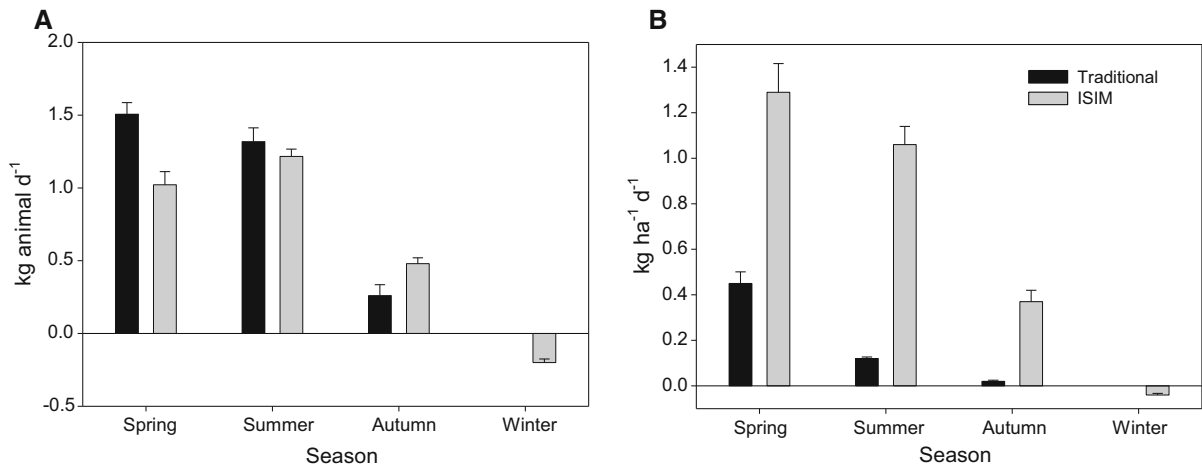 A
2.0
1.5
1.0
0.5
0.0
-0.5
kg animal d⁻¹
Spring Summer Autumn Winter
Season
B
1.4
1.2
1.0
0.8
0.6
0.4
0.2
0.0
kg ha⁻¹ d⁻¹
Traditional
ISIM
Spring Summer Autumn Winter
Season